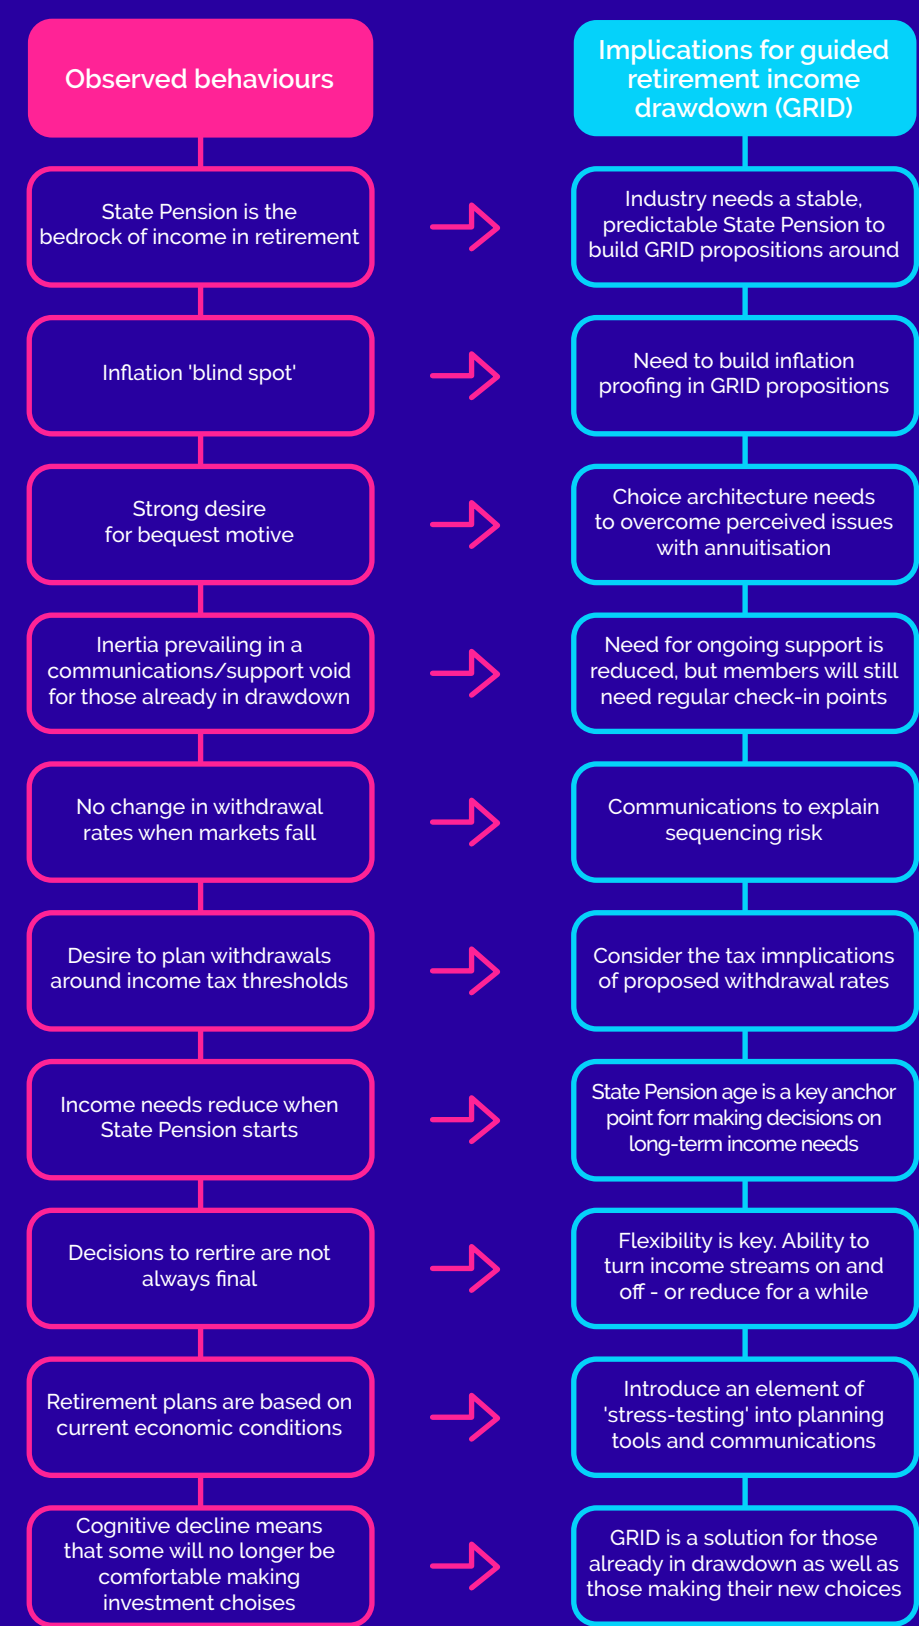 Observed behaviours
Implications for guided
retirement income
drawdown (GRID)
State Pension is the
bedrock of income in retirement
Industry needs a stable,
predictable State Pension to
build GRID propositions around
Inflation 'blind spot'
Need to build inflation
proofing in GRID propositions
Strong desire
for bequest motive
Choice architecture needs
to overcome perceived issues
with annuitisation
Inertia prevailing in a
communications/support void
for those already in drawdown
Need for ongoing support is
reduced, but members will still
need regular check-in points
No change in withdrawal
rates when markets fall
Communications to explain
sequencing risk
Desire to plan withdrawals
around income tax thresholds
Consider the tax imnplications
of proposed withdrawal rates
Income needs reduce when
State Pension starts
State Pension age is a key anchor
point forr making decisions on
long-term income needs
Decisions to rertire are not
always final
Flexibility is key. Ability to
turn income streams on and
off - or reduce for a while
Retirement plans are based on
current economic conditions
Introduce an element of
'stress-testing' into planning
tools and communications
Cognitive decline means
that some will no longer be
comfortable making
investment choises
GRID is a solution for those
already in drawdown as well as
those making their new choices